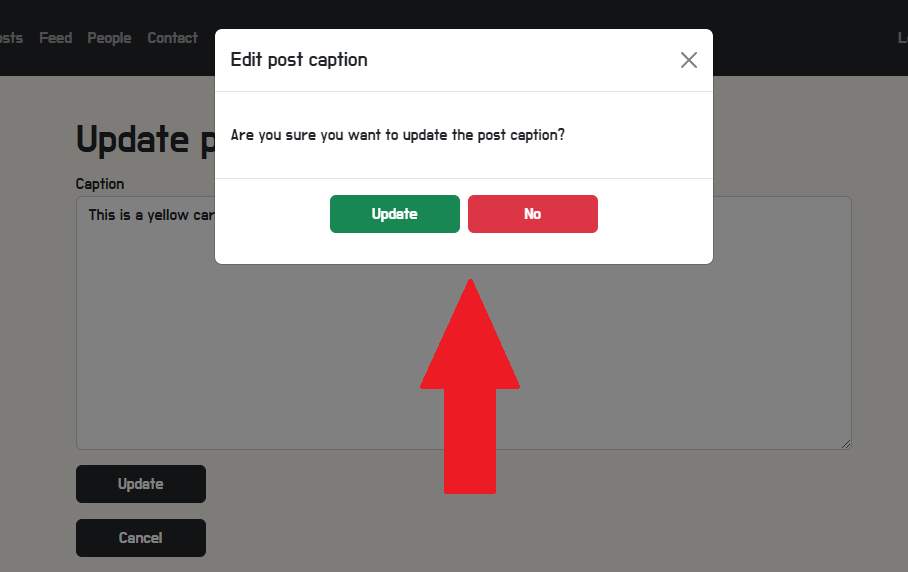 Feed People Contact
Edit post caption
Are you sure you want to update the post caption?
Update No
Update
Caption
This is a yellow car
Update
Cancel